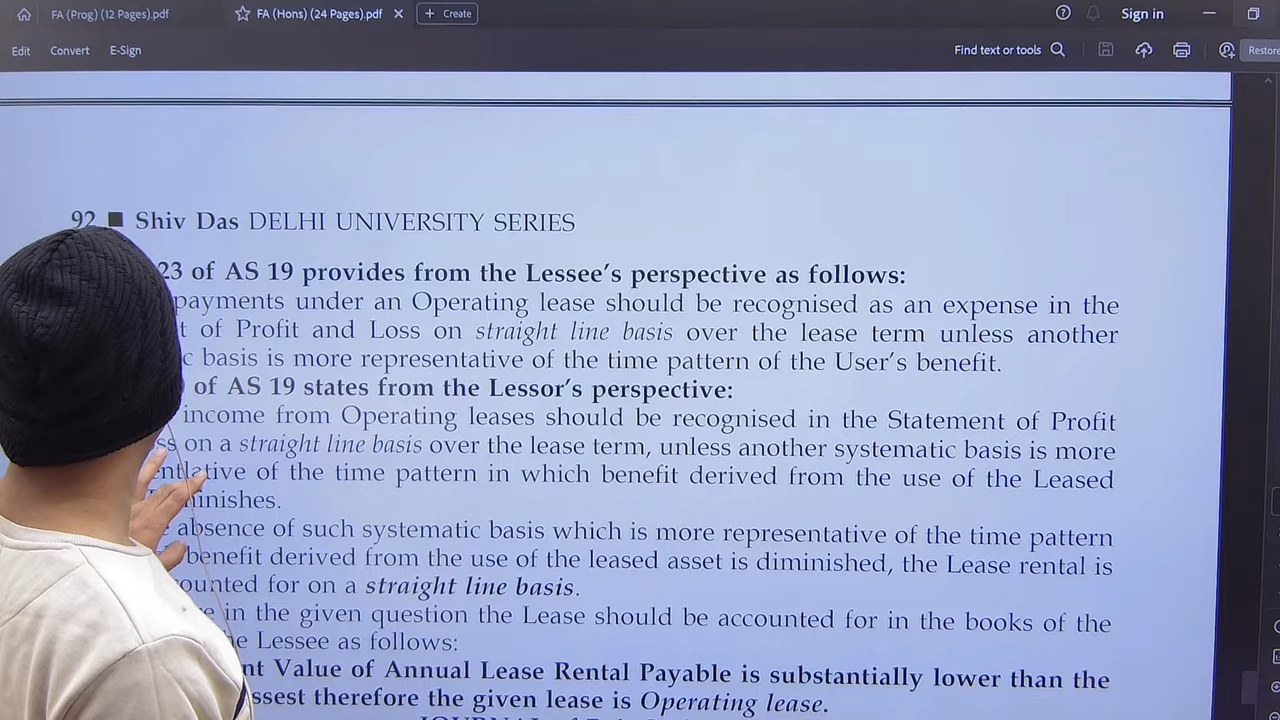 FA (Prog) (12 Pages).pdf
FA (Hons) (24 Pages).pdf
Create
Sign in
Edit
Convert
E-Sign
Find text or tools
Restore
92 ■ Shiv Das DELHI UNIVERSITY SERIES
23 of AS 19 provides from the Lessee's perspective as follows:
payments under an Operating lease should be recognised as an expense in the
of Profit and Loss on straight line basis over the lease term unless another
basis is more representative of the time pattern of the User's benefit.
of AS 19 states from the Lessor's perspective:
income from Operating leases should be recognised in the Statement of Profit
on a straight line basis over the lease term, unless another systematic basis is more
of the time pattern in which benefit derived from the use of the Leased
absence of such systematic basis which is more representative of the time pattern
benefit derived from the use of the leased asset is diminished, the Lease rental is
for on a straight line basis.
in the given question the Lease should be accounted for in the books of the
Lessee as follows:
Value of Annual Lease Rental Payable is substantially lower than the
therefore the given lease is Operating lease.